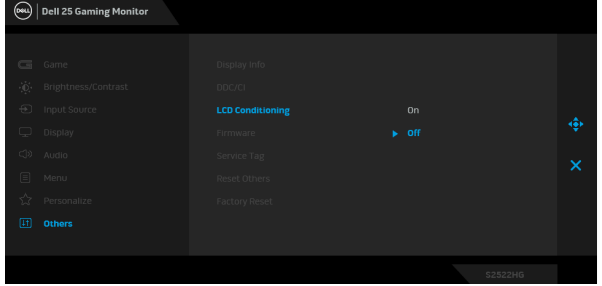 DELL
Dell 25 Gaming Monitor
Game
Brightness/Contrast
Input Source
Display
Audio
Menu
Personalize
Others
Display Info
DDC/CI
LCD Conditioning
On
Firmware
Off
Service Tag
Reset Others
Factory Reset
S2522HG